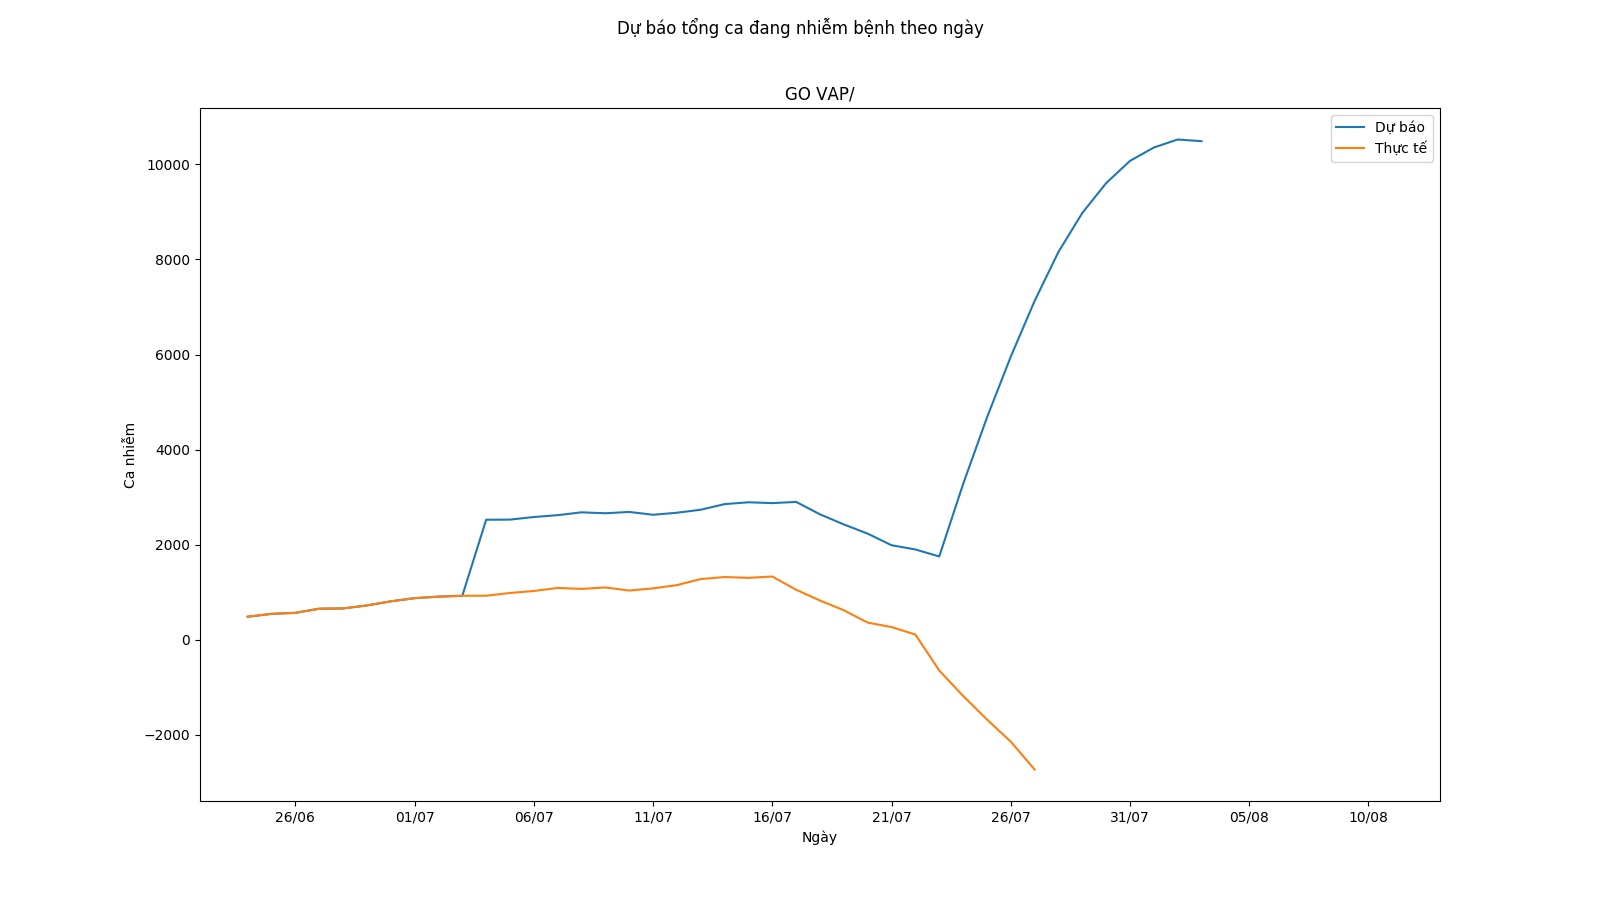 Dự báo tổng ca đang nhiễm bệnh theo ngày
GO VAP/
Dự báo
Thực tế
10000
8000
6000
4000
2000
0
−2000
Ca nhiễm
26/06 01/07 06/07 11/07 16/07 21/07 26/07 31/07 05/08 10/08
Ngày